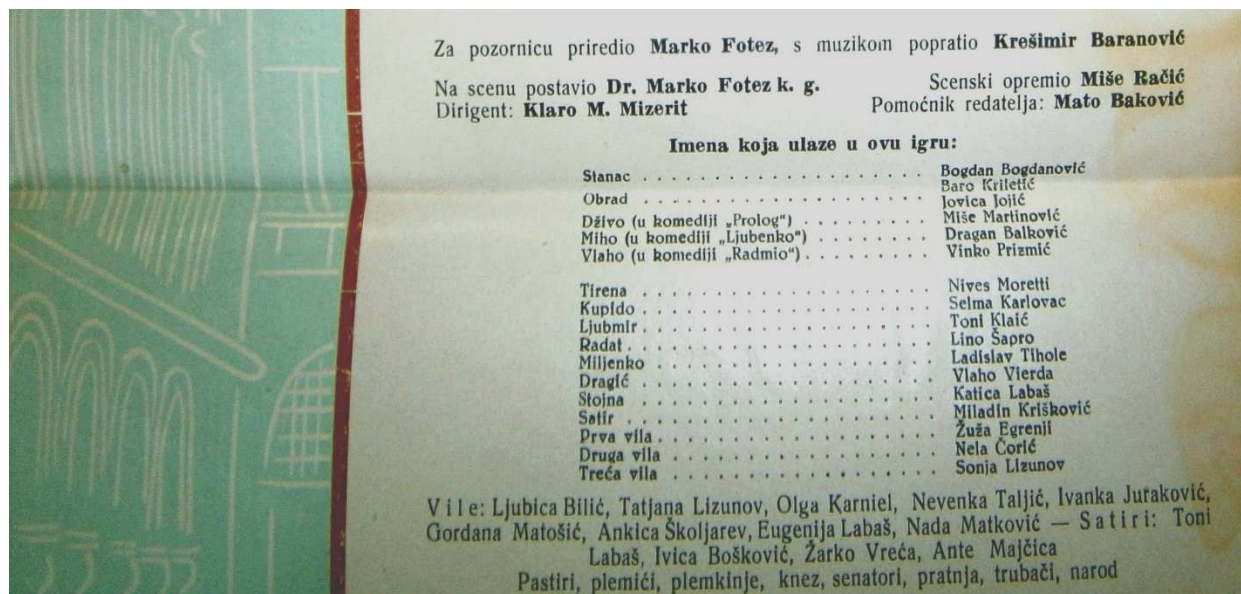 Za pozornicu priredio Marko Fotez, s muzikom popratio Krešimir Baranović
Na scenu postavio Dr. Marko Fotez k. g. Scenski opremio Miše Račić
Dirigent: Klaro M. Mizerit Pomoćnik redatelja: Mato Baković
Imena koja ulaze u ovu igru:
Stanac . . . . . . . . . . . . . . . . . . . . . Bogdan Bogdanović
Baro Kriletić
Obrad . . . . . . . . . . . . . . . . . . . . . Jovica Jojić
Dživo (u komediji „Prolog“) . . . . . . . . . Miše Martinović
Miho (u komediji „Ljubenko“) . . . . . . . . Dragan Balković
Vlaho (u komediji „Radmio“) . . . . . . . . . Vinko Prizmić
Tirena . . . . . . . . . . . . . . . . . . . . . Nives Moretti
Kupido . . . . . . . . . . . . . . . . . . . . . Selma Karlovac
Ljubmir . . . . . . . . . . . . . . . . . . . . Toni Klaić
Radat . . . . . . . . . . . . . . . . . . . . . Lino Šapro
Miljenko . . . . . . . . . . . . . . . . . . . . Ladislav Tihole
Dragić . . . . . . . . . . . . . . . . . . . . . Vlaho Vierda
Stojna . . . . . . . . . . . . . . . . . . . . . Katica Labaš
Satir . . . . . . . . . . . . . . . . . . . . . Miladin Krišković
Prva vila . . . . . . . . . . . . . . . . . . . Žuža Egrenji
Druga vila . . . . . . . . . . . . . . . . . . . Nela Čorić
Treća vila . . . . . . . . . . . . . . . . . . . Sonja Lizunov
Vile: Ljubica Bilić, Tatjana Lizunov, Olga Karniel, Nevenka Taljić, Ivanka Juraković,
Gordana Matošić, Ankica Školjarev, Eugenija Labaš, Nada Matković — Satiri: Toni
Labaš, Ivica Bošković, Žarko Vreća, Ante Majčica
Pastiri, plemići, plemkinje, knez, senatori, pratnja, trubači, narod